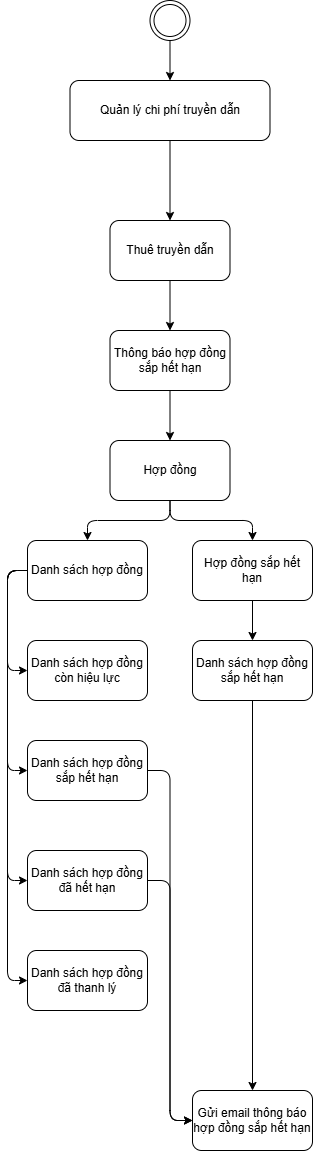 Quản lý chi phí truyền dẫn
Thuê truyền dẫn
Thông báo hợp đồng
sắp hết hạn
Hợp đồng
Danh sách hợp đồng
Hợp đồng sắp hết
hạn
Danh sách hợp đồng
còn hiệu lực
Danh sách hợp đồng
sắp hết hạn
Danh sách hợp đồng
sắp hết hạn
Danh sách hợp đồng
đã hết hạn
Danh sách hợp đồng
đã thanh lý
Gửi email thông báo
hợp đồng sắp hết hạn